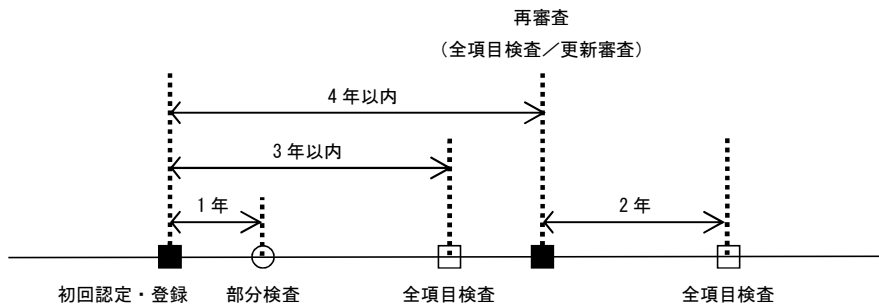 再審査
(全項目検査/更新審査)
4年以内
3年以内
1年
2年
初回認定・登録
部分検査
全項目検査
全項目検査